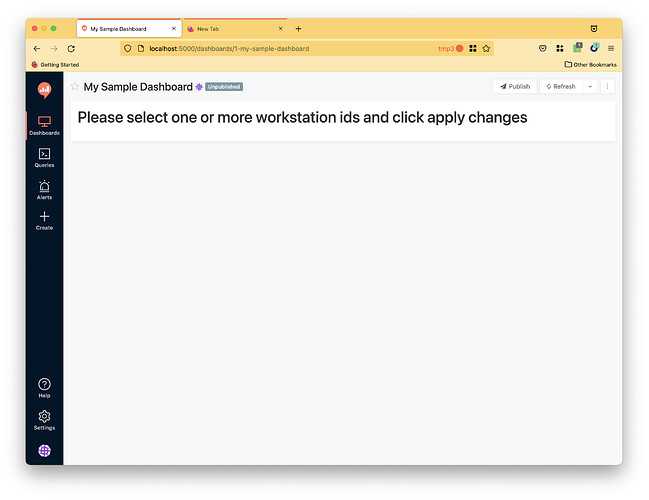 My Sample Dashboard
New Tab
localhost:5000/dashboards/1-my-sample-dashboard
tmp3
Getting Started
Other Bookmarks
My Sample Dashboard
Unpublished
Publish
Refresh
Please select one or more workstation ids and click apply changes
Dashboards
Queries
Alerts
Create
Help
Settings